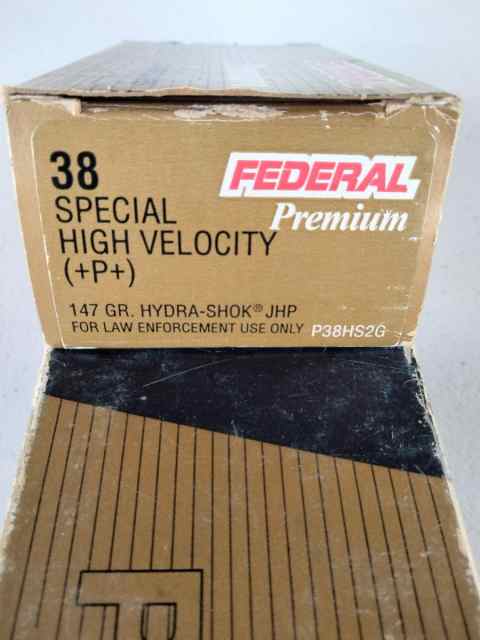 38
SPECIAL
HIGH VELOCITY
(+P+)
FEDERAL
Premium
147 GR. HYDRA-SHOK® JHP
FOR LAW ENFORCEMENT USE ONLY P38HS2G